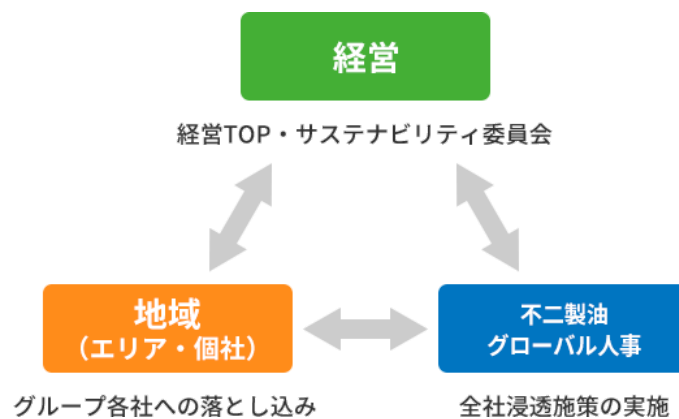 経営
経営TOP・サステナビリティ委員会
地域
（エリア・個社）
グループ各社への落とし込み
不二製油
グローバル人事
全社浸透施策の実施